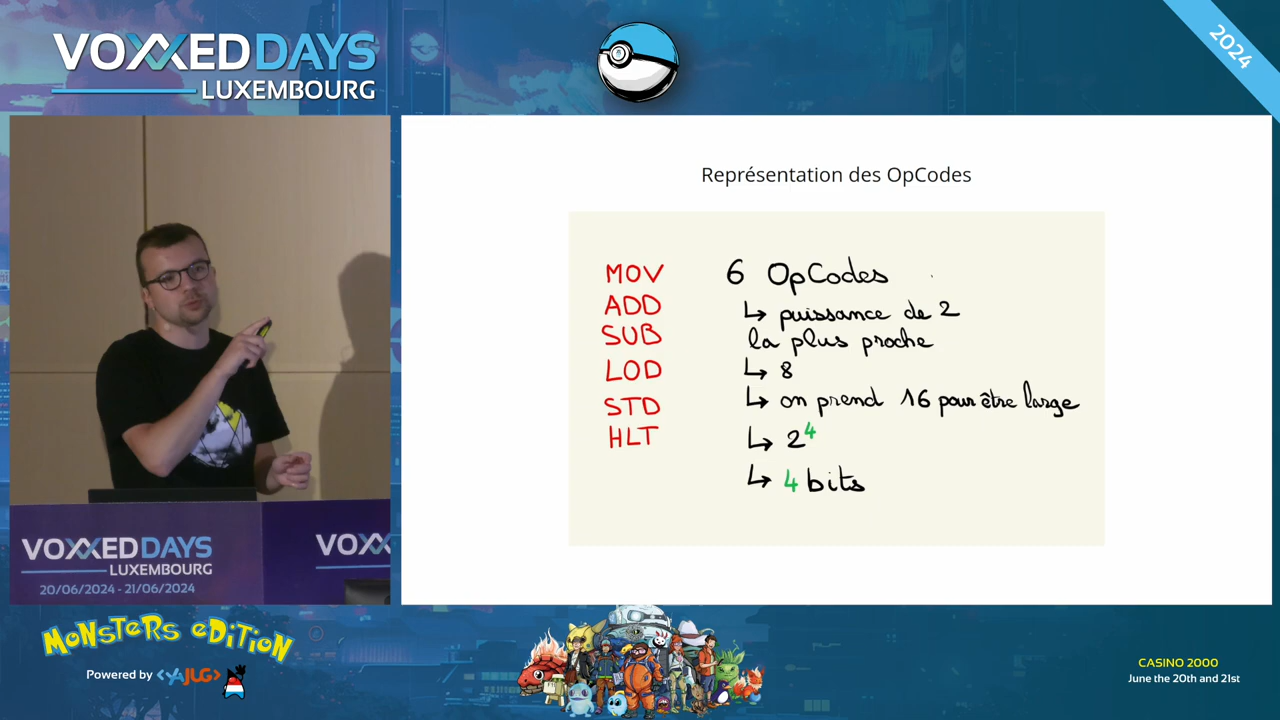 VOXXED DAYS
LUXEMBOURG
2024
Représentation des OpCodes
MOV
ADD
SUB
LOD
STD
HLT
6 OpCodes
↳ puissance de 2
la plus proche
↳ 8
↳ on prend 16 pour être large
↳ 2⁴
↳ 4 bits
VOXXED DAYS
LUXEMBOURG
20/06/2024 - 21/06/2024
VOXX
MONSTERS EDITION
Powered by <YAJUG>
CASINO 2000
June the 20th and 21st